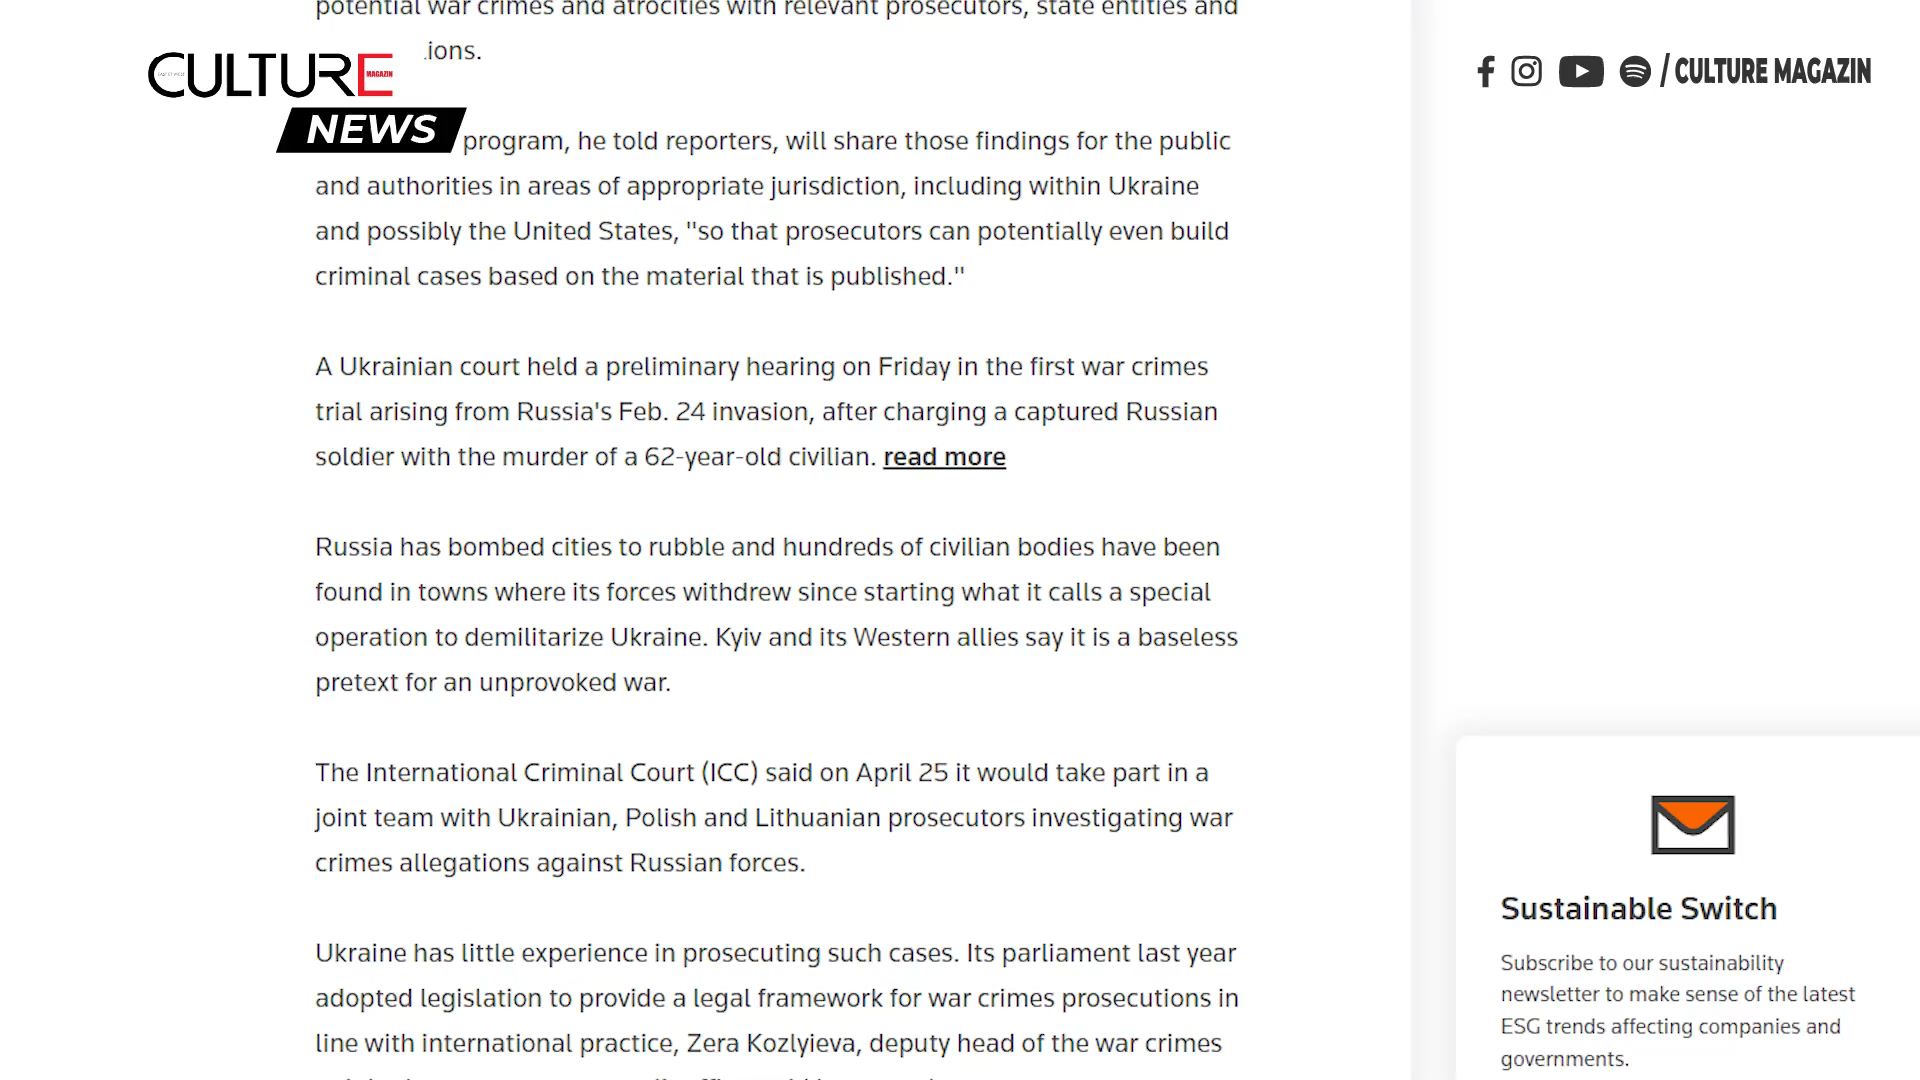 potential war crimes and atrocities with relevant prosecutors, state entities and
ions.
CULTURE
MAGAZIN
NEWS
/ CULTURE MAGAZIN
program, he told reporters, will share those findings for the public
and authorities in areas of appropriate jurisdiction, including within Ukraine
and possibly the United States, "so that prosecutors can potentially even build
criminal cases based on the material that is published."
A Ukrainian court held a preliminary hearing on Friday in the first war crimes
trial arising from Russia's Feb. 24 invasion, after charging a captured Russian
soldier with the murder of a 62-year-old civilian. read more
Russia has bombed cities to rubble and hundreds of civilian bodies have been
found in towns where its forces withdrew since starting what it calls a special
operation to demilitarize Ukraine. Kyiv and its Western allies say it is a baseless
pretext for an unprovoked war.
The International Criminal Court (ICC) said on April 25 it would take part in a
joint team with Ukrainian, Polish and Lithuanian prosecutors investigating war
crimes allegations against Russian forces.
Ukraine has little experience in prosecuting such cases. Its parliament last year
adopted legislation to provide a legal framework for war crimes prosecutions in
line with international practice, Zera Kozlyieva, deputy head of the war crimes
Sustainable Switch
Subscribe to our sustainability
newsletter to make sense of the latest
ESG trends affecting companies and
governments.